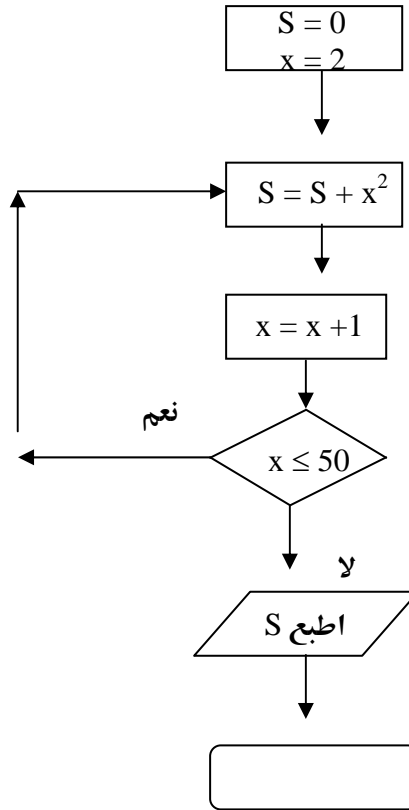 S = 0
x = 2
S = S + x²
x = x +1
نعم
x ≤ 50
لا
اطبع S